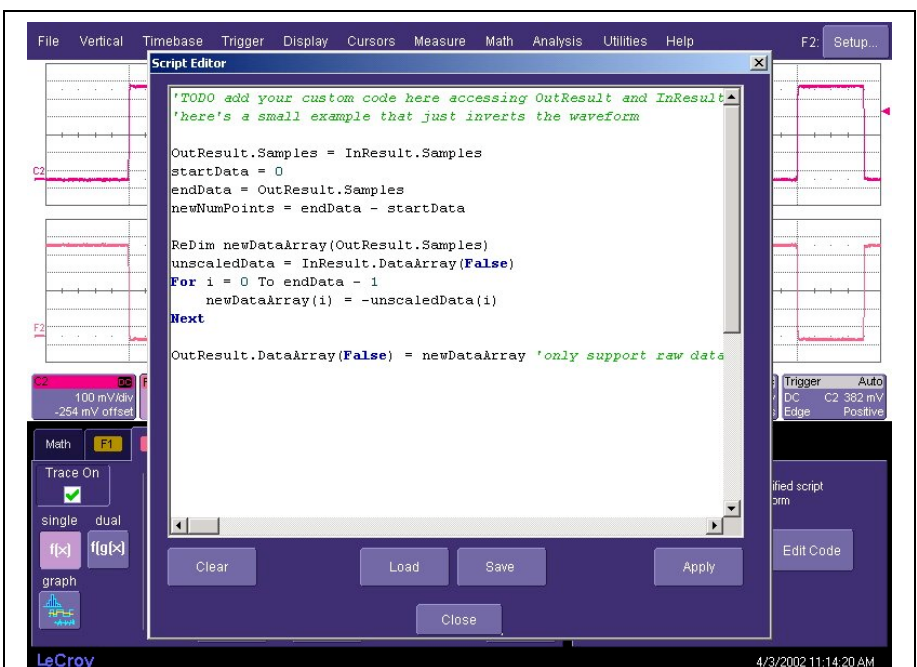 File Vertical Timebase Trigger Display Cursors Measure Math Analysis Utilities Help F2: Setup...
Script Editor
'TODO add your custom code here accessing OutResult and InResult
'here's a small example that just inverts the waveform
OutResult.Samples = InResult.Samples
startData = 0
endData = OutResult.Samples
newNumPoints = endData - startData
ReDim newDataArray(OutResult.Samples)
unscaledData = InResult.DataArray(False)
For i = 0 To endData - 1
newDataArray(i) = -unscaledData(i)
Next
OutResult.DataArray(False) = newDataArray 'only support raw data
C2
F2
C2 DC
100 mV/div
-254 mV offset
Trigger Auto
DC C2 382 mV
Edge Positive
Math F1
Trace On
single dual
f(x) f(g(x)
graph
ified script
orm
Edit Code
Clear Load Save Apply
Close
LeCroy
4/3/2002 11:14:20 AM